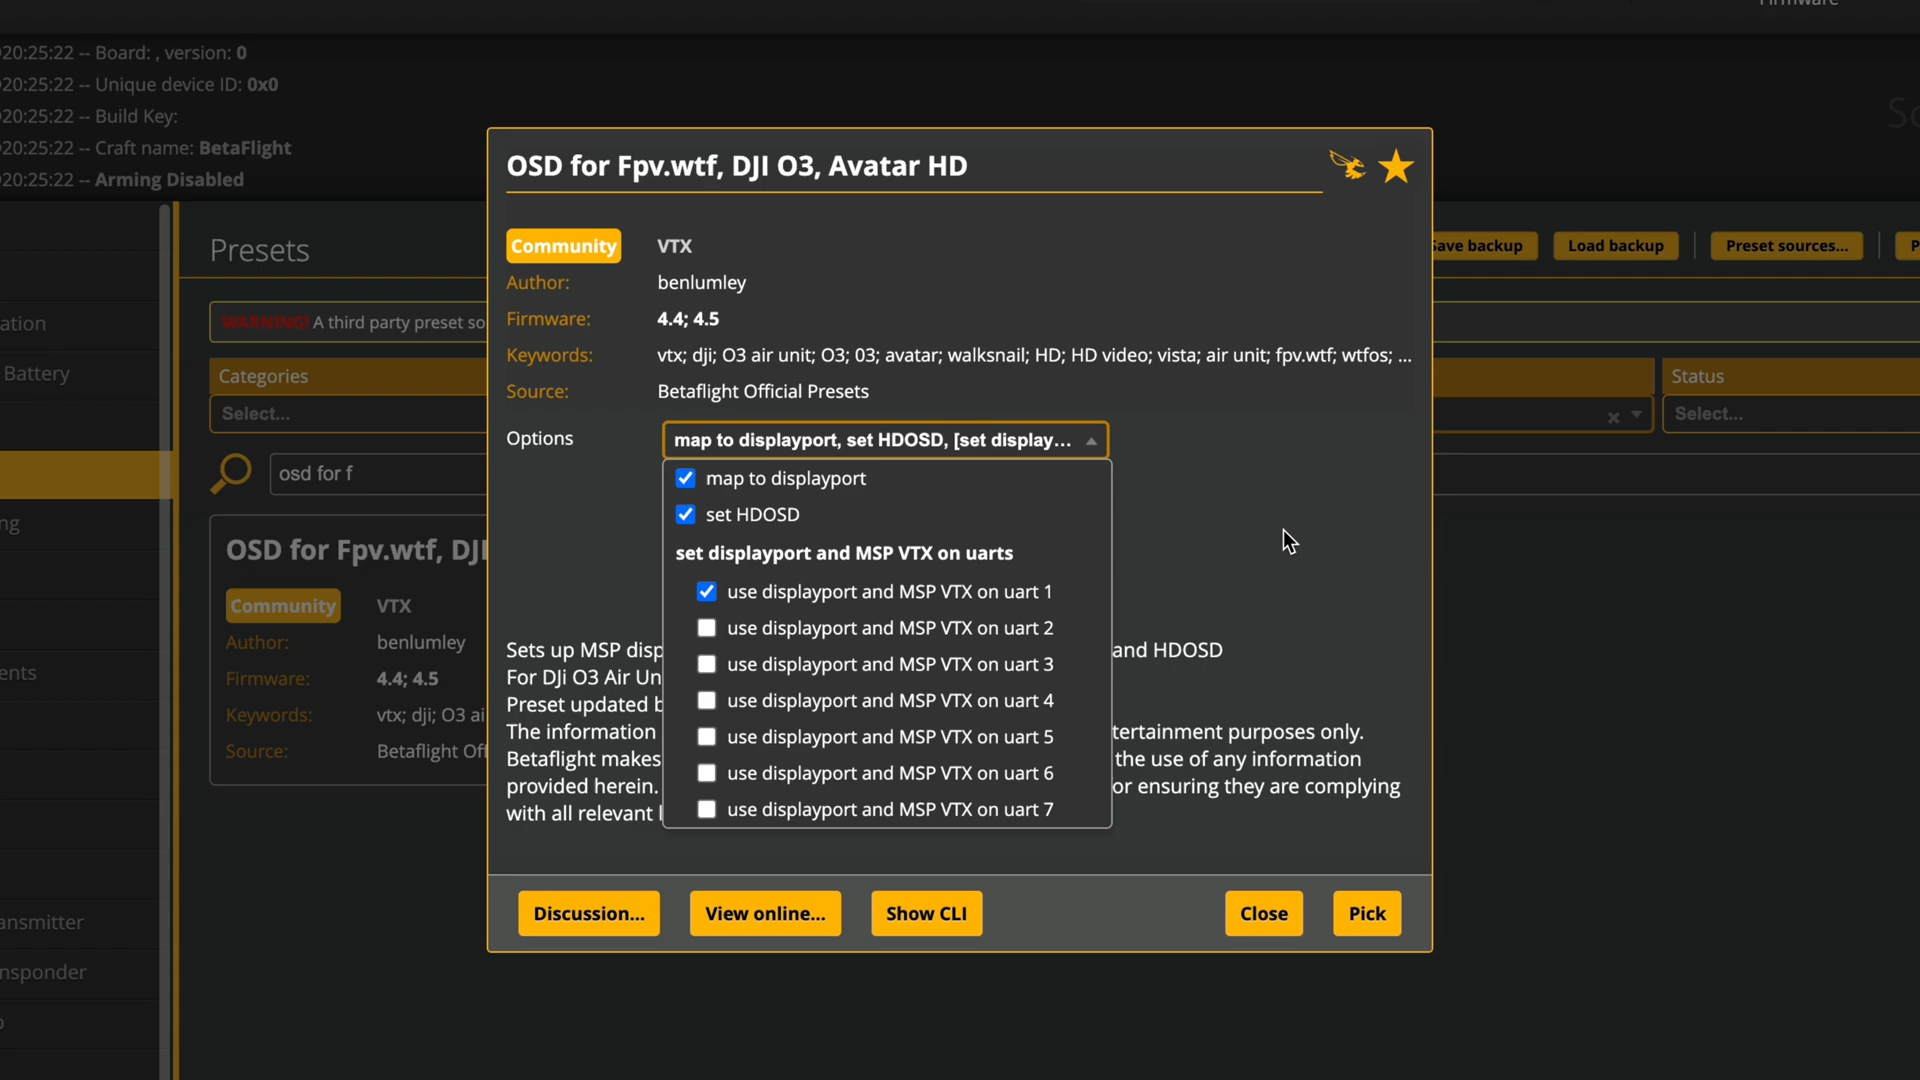 Firmware
20:25:22 -- Board: , version: 0
20:25:22 -- Unique device ID: 0x0
20:25:22 -- Build Key:
20:25:22 -- Craft name: BetaFlight
20:25:22 -- Arming Disabled
OSD for Fpv.wtf, DJI O3, Avatar HD
Presets
Community VTX
Save backup Load backup Preset sources...
Author: benlumley
Firmware: 4.4; 4.5
ation
WARNING! A third party preset so
Keywords: vtx; dji; O3 air unit; O3; 03; avatar; walksnail; HD; HD video; vista; air unit; fpv.wtf; wtfos; ...
Battery
Categories
Status
Source: Betaflight Official Presets
Select...
Select...
Options map to displayport, set HDOSD, [set display...
osd for f
map to displayport
set HDOSD
ng
set displayport and MSP VTX on uarts
OSD for Fpv.wtf, DJI
use displayport and MSP VTX on uart 1
Community VTX
use displayport and MSP VTX on uart 2
Author: benlumley
Sets up MSP disp and HDOSD
use displayport and MSP VTX on uart 3
ents
Firmware: 4.4; 4.5
For DJi O3 Air Un
use displayport and MSP VTX on uart 4
Preset updated b
Keywords: vtx; dji; O3 ai
The information tertainment purposes only.
use displayport and MSP VTX on uart 5
Source: Betaflight Off
Betaflight makes the use of any information
use displayport and MSP VTX on uart 6
provided herein. or ensuring they are complying
use displayport and MSP VTX on uart 7
with all relevant l
Discussion... View online... Show CLI Close Pick
ansmitter
nsponder